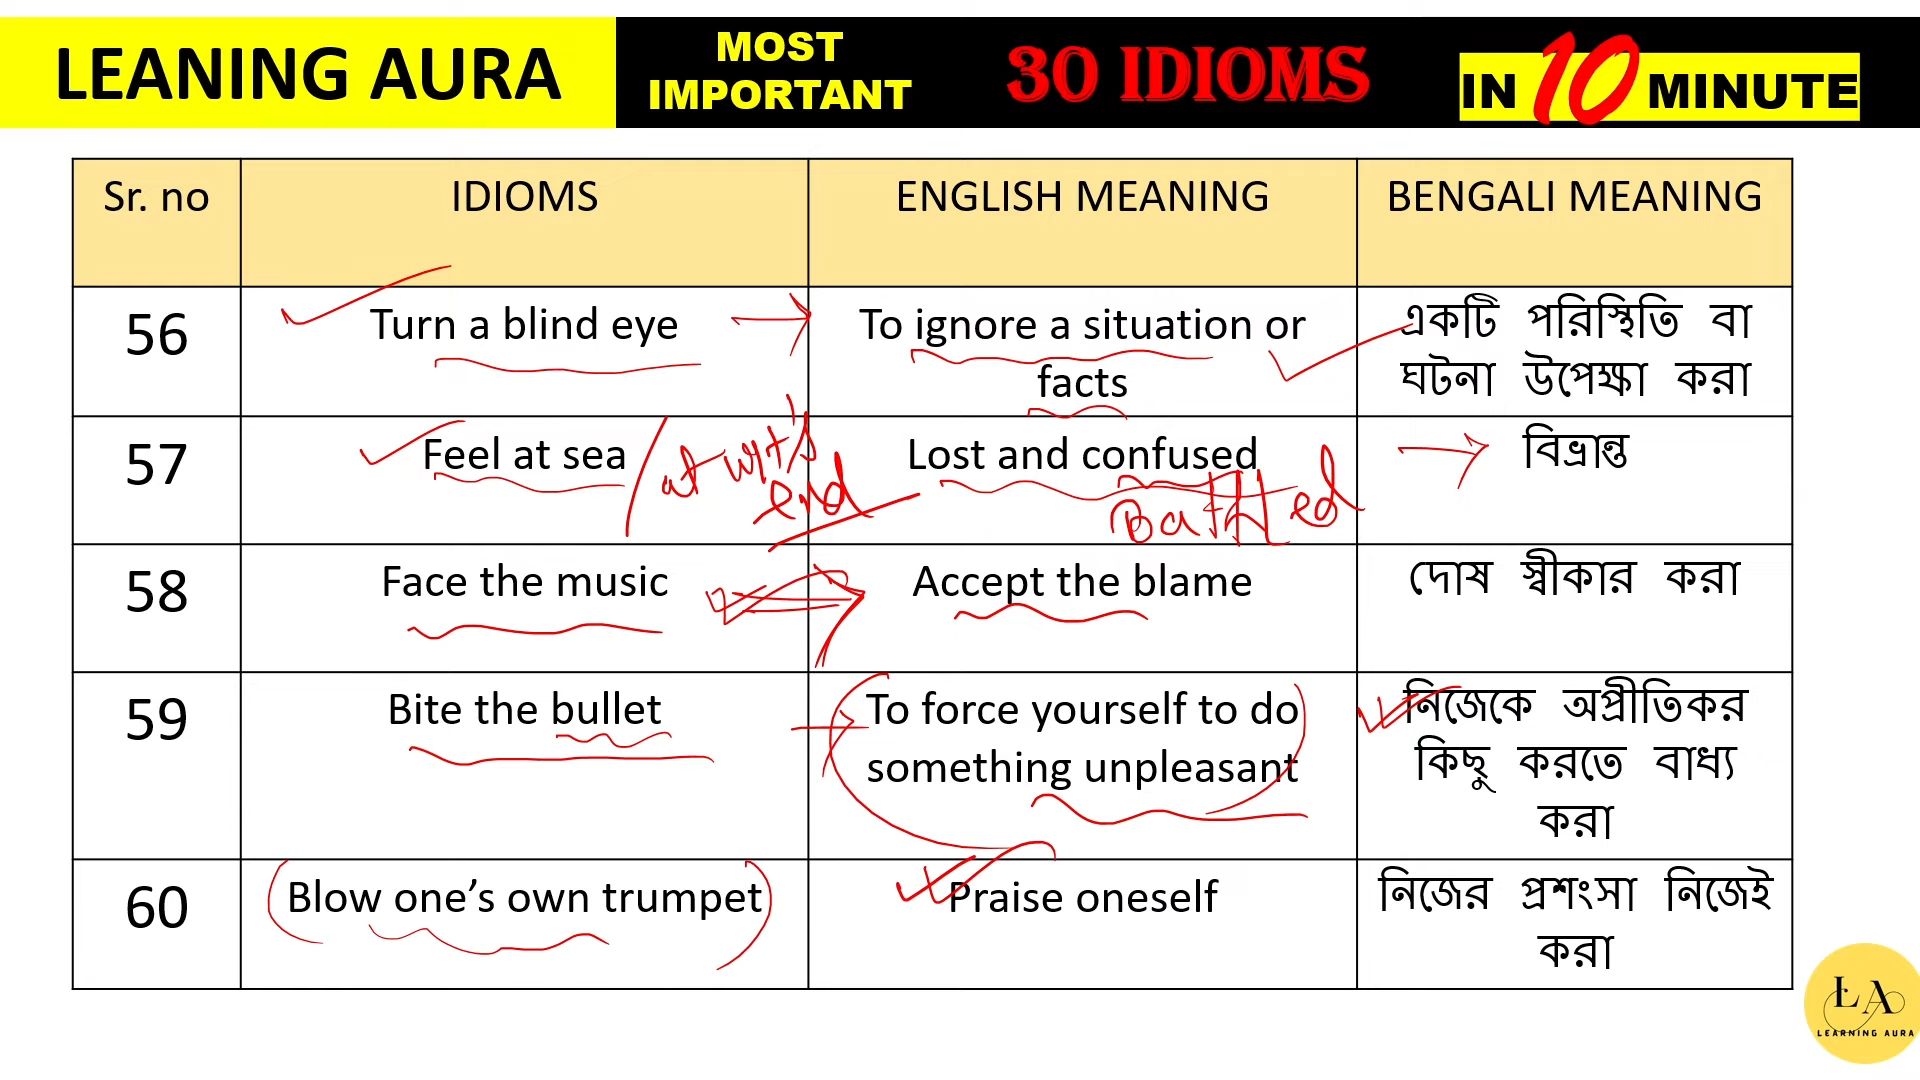 LEANING AURA
MOST
IMPORTANT
30 IDIOMS
IN 10 MINUTE
Sr. no IDIOMS ENGLISH MEANING BENGALI MEANING
56 Turn a blind eye To ignore a situation or facts একটি পরিস্থিতি বা ঘটনা উপেক্ষা করা
57 Feel at sea / at wit's end Lost and confused Baffled বিভ্রান্ত
58 Face the music Accept the blame দোষ স্বীকার করা
59 Bite the bullet To force yourself to do something unpleasant নিজেকে অপ্রীতিকর কিছু করতে বাধ্য করা
60 Blow one's own trumpet Praise oneself নিজের প্রশংসা নিজেই করা
LA
LEARNING AURA